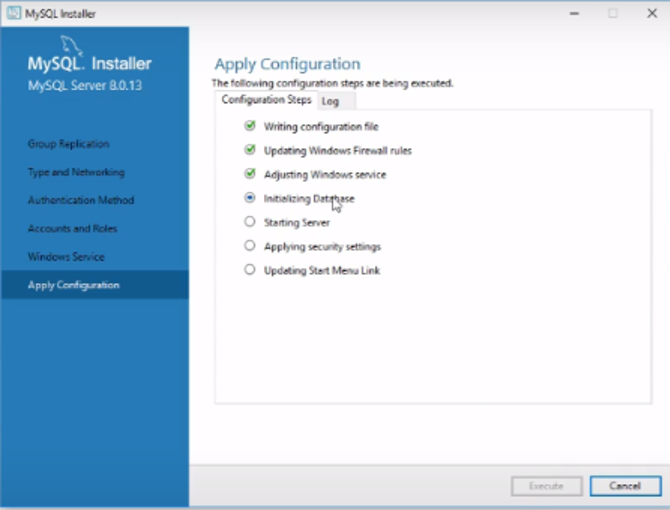 MySQL Installer
MySQL. Installer
MySQL Server 8.0.13
Group Replication
Type and Networking
Authentication Method
Accounts and Roles
Windows Service
Apply Configuration
Apply Configuration
The following configuration steps are being executed.
Configuration Steps Log
Writing configuration file
Updating Windows Firewall rules
Adjusting Windows service
Initializing Database
Starting Server
Applying security settings
Updating Start Menu Link
Execute Cancel